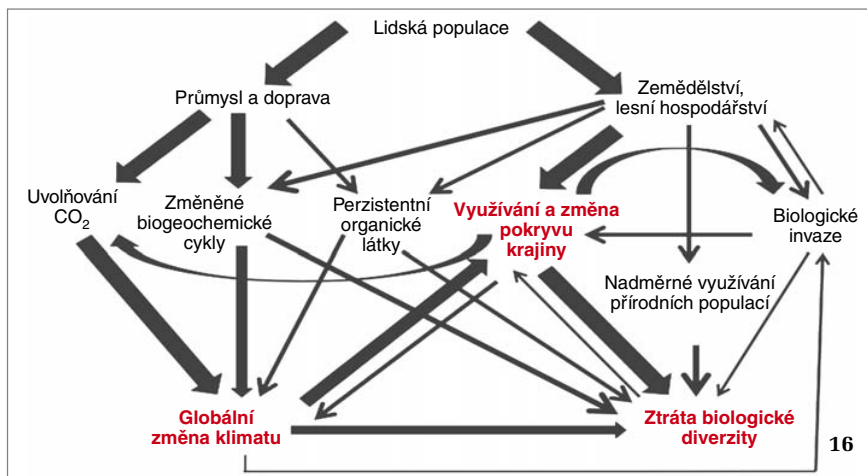 Lidská populace
Průmysl a doprava
Zemědělství,
lesní hospodářství
Uvolňování
CO₂
Změněné
biogeochemické
cykly
Perzistentní
organické
látky
Využívání a změna
pokryvu
krajiny
Biologické
invaze
Nadměrné využívání
přírodních populací
Globální
změna klimatu
Ztráta biologické
diverzity
16